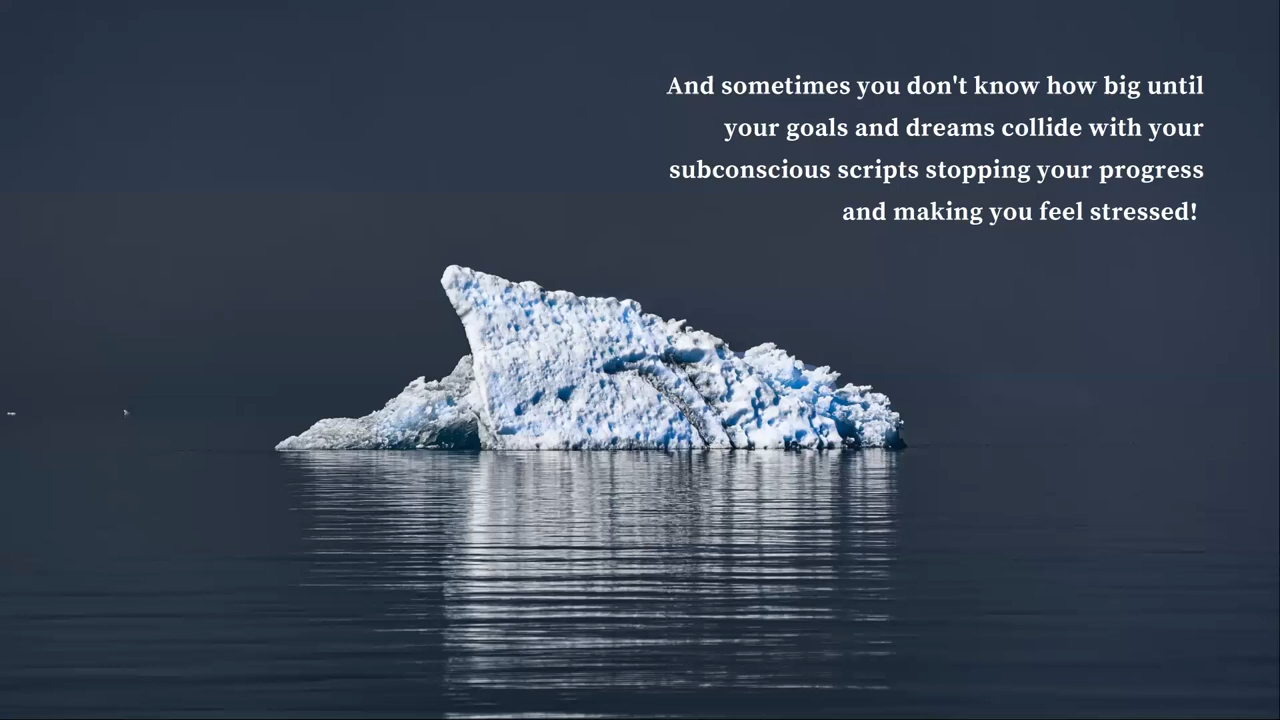 And sometimes you don't know how big until
your goals and dreams collide with your
subconscious scripts stopping your progress
and making you feel stressed!